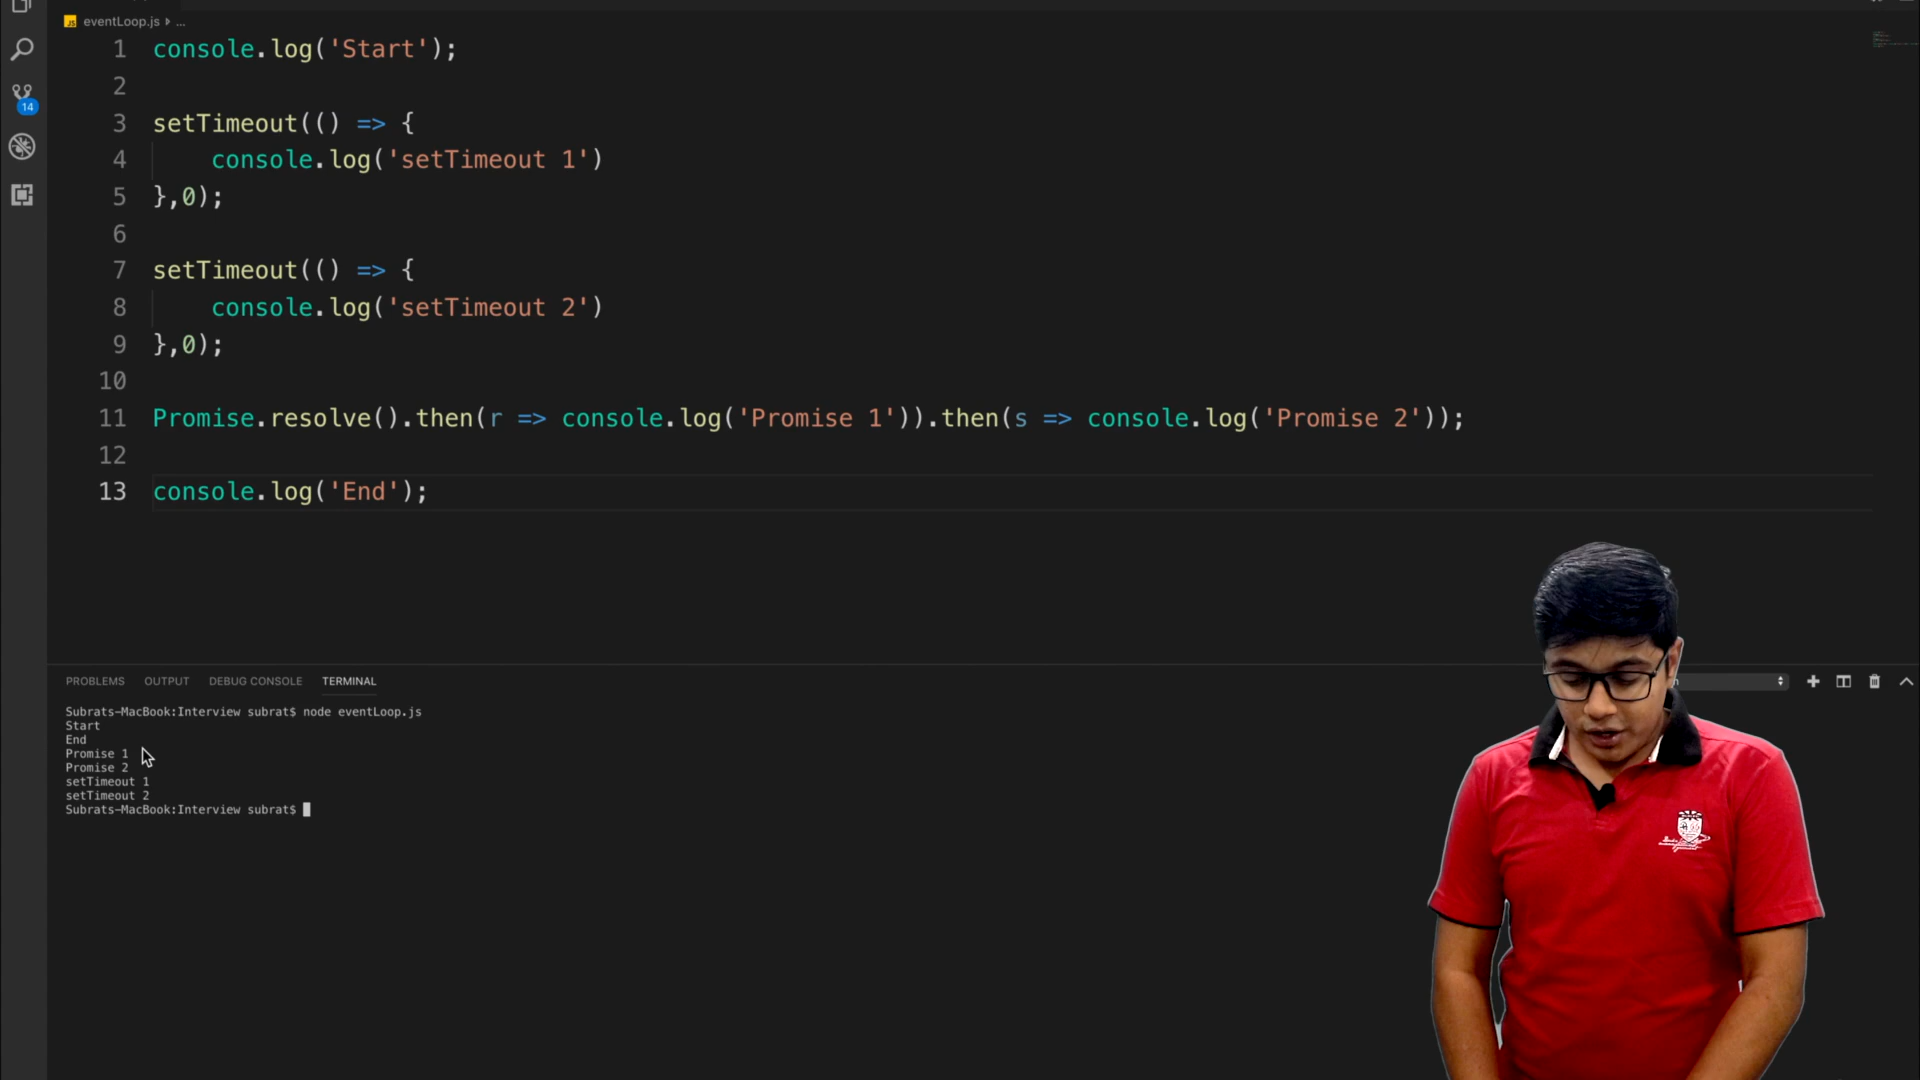 eventLoop.js ▸ ...
1 console.log('Start');
2
3 setTimeout(() => {
4 console.log('setTimeout 1')
5 },0);
6
7 setTimeout(() => {
8 console.log('setTimeout 2')
9 },0);
10
11 Promise.resolve().then(r => console.log('Promise 1')).then(s => console.log('Promise 2'));
12
13 console.log('End');
14
PROBLEMS OUTPUT DEBUG CONSOLE TERMINAL
Subrats-MacBook:Interview subrat$ node eventLoop.js
Start
End
Promise 1
Promise 2
setTimeout 1
setTimeout 2
Subrats-MacBook:Interview subrat$